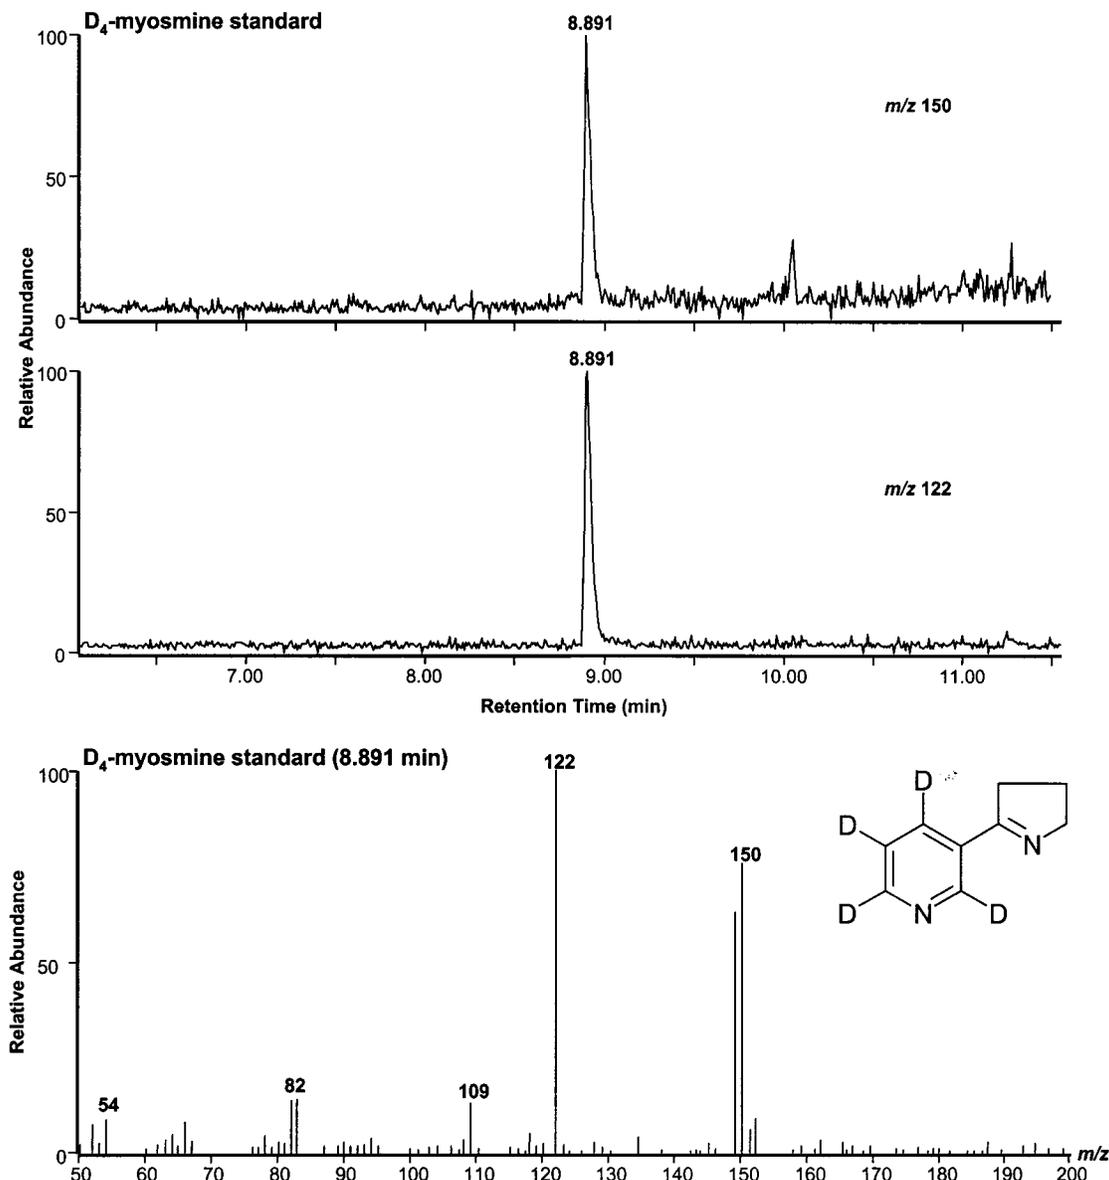 D4-myosmine standard
8.891
100
m/z 150
50
0
8.891
100
m/z 122
50
0
Relative Abundance
7.00 8.00 9.00 10.00 11.00
Retention Time (min)
D4-myosmine standard (8.891 min)
122
100
D
D
150
N
D N D
50
Relative Abundance
109
82
54
0
50 60 70 80 90 100 110 120 130 140 150 160 170 180 190 200 m/z